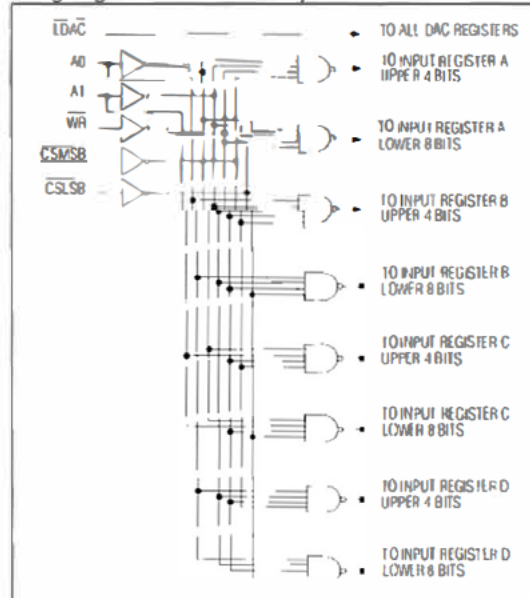 LDAC
TO ALL DAC REGISTERS
A0
TO INPUT REGISTER A
UPPER 4 BITS
A1
WR
TO INPUT REGISTER A
LOWER 8 BITS
CSMSB
CSLSB
TO INPUT REGISTER B
UPPER 4 BITS
TO INPUT REGISTER B
LOWER 8 BITS
TO INPUT REGISTER C
UPPER 4 BITS
TO INPUT REGISTER C
LOWER 8 BITS
TO INPUT REGISTER D
UPPER 4 BITS
TO INPUT REGISTER D
LOWER 8 BITS